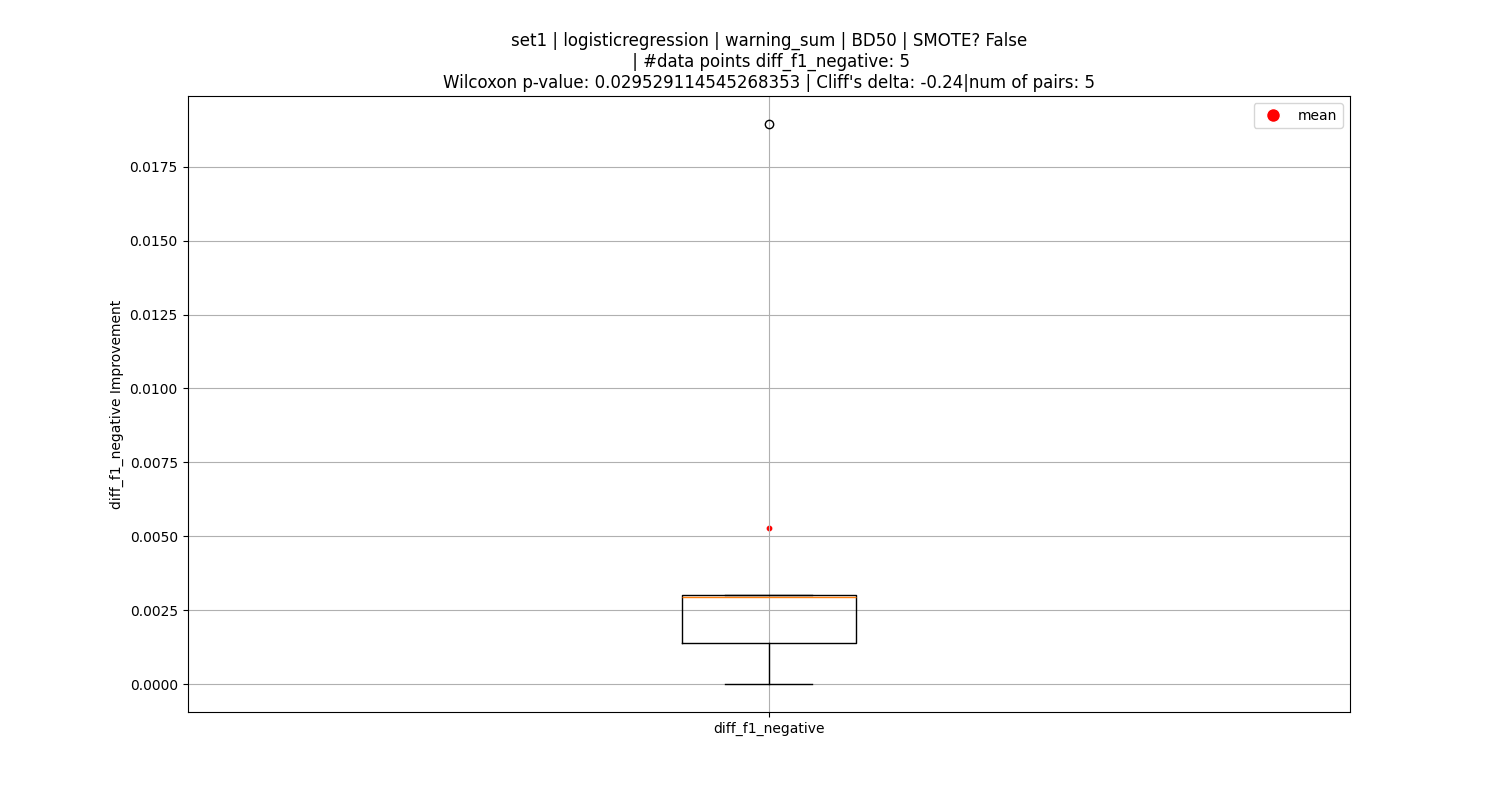 set1 | logisticregression | warning_sum | BD50 | SMOTE? False
| #data points diff_f1_negative: 5
Wilcoxon p-value: 0.029529114545268353 | Cliff's delta: -0.24|num of pairs: 5
mean
0.0175
0.0150
0.0125
0.0100
0.0075
0.0050
0.0025
0.0000
diff_f1_negative Improvement
diff_f1_negative